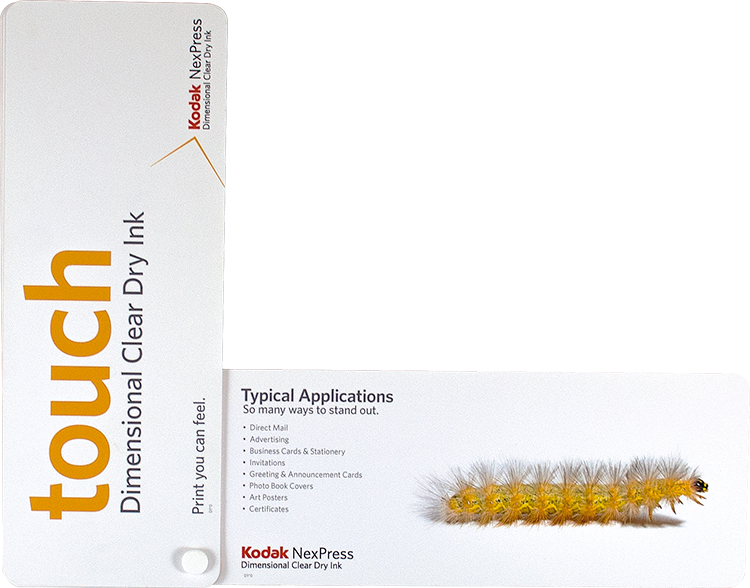 Kodak NexPress
Dimensional Clear Dry Ink
touch
Dimensional Clear Dry Ink
Print you can feel.
Typical Applications
So many ways to stand out.
• Direct Mail
• Advertising
• Business Cards & Stationery
• Invitations
• Greeting & Announcement Cards
• Photo Book Covers
• Art Posters
• Certificates
Kodak NexPress
Dimensional Clear Dry Ink